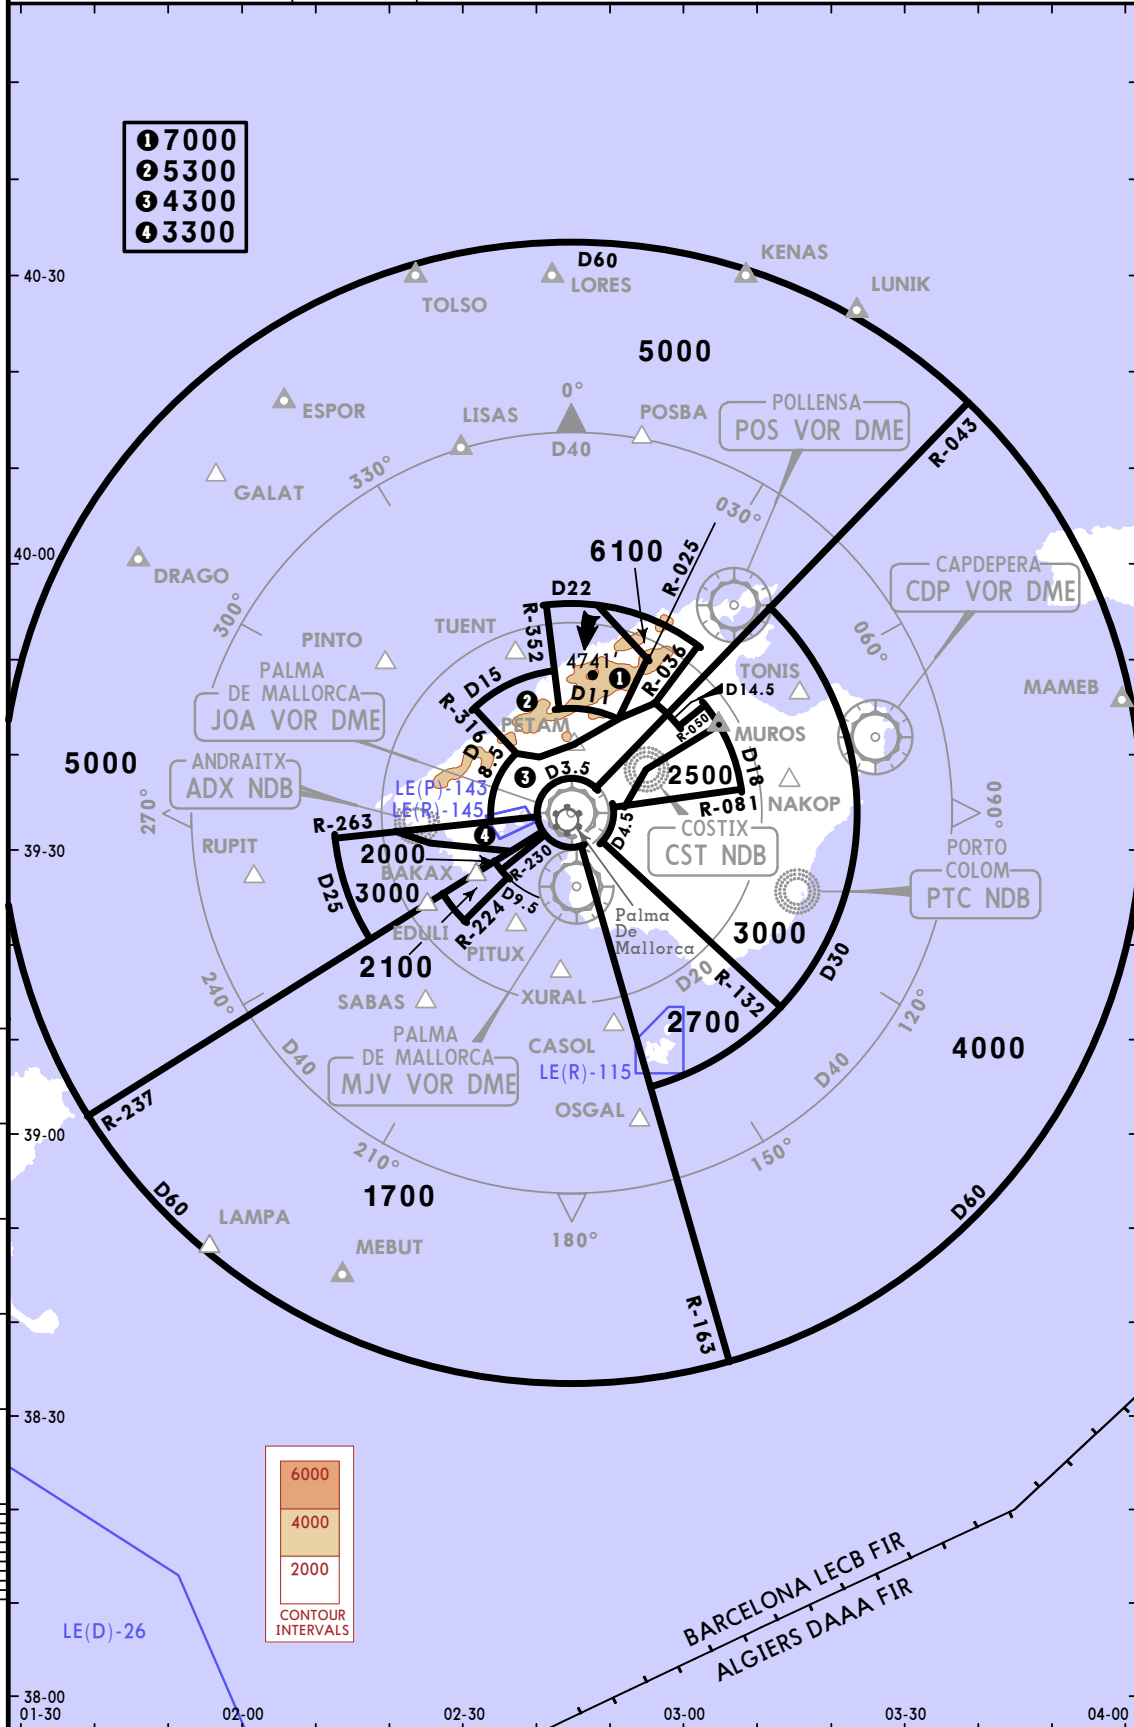 ❶7000
❷5300
❸4300
❹3300
40-30
40-00
39-30
39-00
38-30
38-00
01-30
02-00
02-30
03-00
03-30
04-00
D60
KENAS
TOLSO
LORES
LUNIK
5000
0°
ESPOR
LISAS
POSBA
D40
POLLENSA
POS VOR DME
R-043
330°
030°
GALAT
6100
R-025
DRAGO
CAPDEPERA
CDP VOR DME
300°
060°
D22
R-352
TUENT
PINTO
4741'
❶
R-036
TONIS
MAMEB
PALMA
DE MALLORCA
JOA VOR DME
D15
R-316
❷
D11
D14.5
PETAM
R-050
MUROS
5000
ANDRAITX
ADX NDB
D16
8.5
❸
D3.5
LE(P)-143
LE(R)-145
2500
D18
NAKOP
R-081
270°
090°
R-263
❹
D4.5
COSTIX
CST NDB
RUPIT
2000
BAKAX
R-230
PORTO
COLOM
PTC NDB
D25
3000
D9.5
R-224
EDULI
PITUX
Palma
De
Mallorca
3000
D30
2100
D20
R-132
240°
SABAS
XURAL
120°
2700
PALMA
DE MALLORCA
MJV VOR DME
CASOL
LE(R)-115
4000
D40
D40
OSGAL
R-237
210°
150°
1700
D60
LAMPA
MEBUT
180°
D60
R-163
6000
4000
2000
CONTOUR
INTERVALS
LE(D)-26
BARCELONA LECB FIR
ALGIERS DAAA FIR